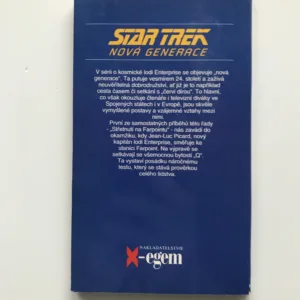 STAR TREK
NOVÁ GENERACE
V sérii o kosmické lodi Enterprise se objevuje „nová
generace". Ta putuje vesmírem 24. století a zažívá
neuvěřitelná dobrodružství, ať již je to například
cesta časem či setkání s „červí dírou". To hlavní,
co však okouzluje čtenáře i televizní diváky ve
Spojených státech i v Evropě, jsou skvěle
vymyšlené postavy a vzájemné vztahy mezi
nimi.
První ze samostatných příběhů této řady
- „Střetnutí na Farpointu" - nás zavádí do
okamžiku, kdy Jean-Luc Picard, nový
kapitán lodi Enterprise, směřuje ke
stanici Farpoint. Na výpravě se
setkávají se všemocnou bytostí „Q".
Ta vystaví posádku náročnému
testu, který se stává prověrkou
celého lidstva.
NAKLADATELSTVÍ
X-egem